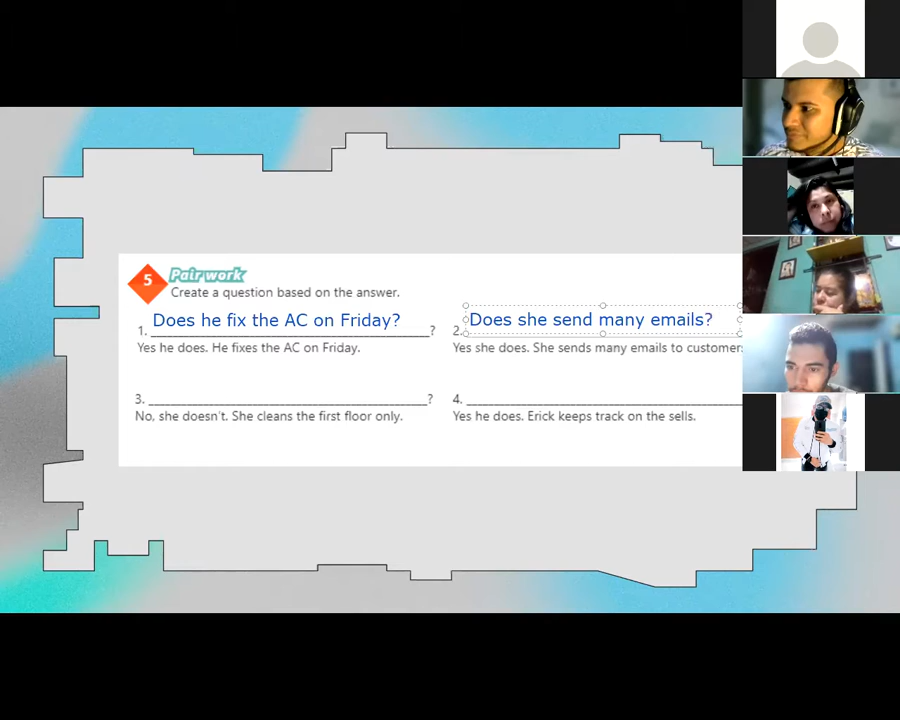 5 Pair work
Create a question based on the answer.
Does he fix the AC on Friday?
1. ?
Yes he does. He fixes the AC on Friday.
Does she send many emails?
2.
Yes she does. She sends many emails to customer
3. ?
No, she doesn't. She cleans the first floor only.
4.
Yes he does. Erick keeps track on the sells.